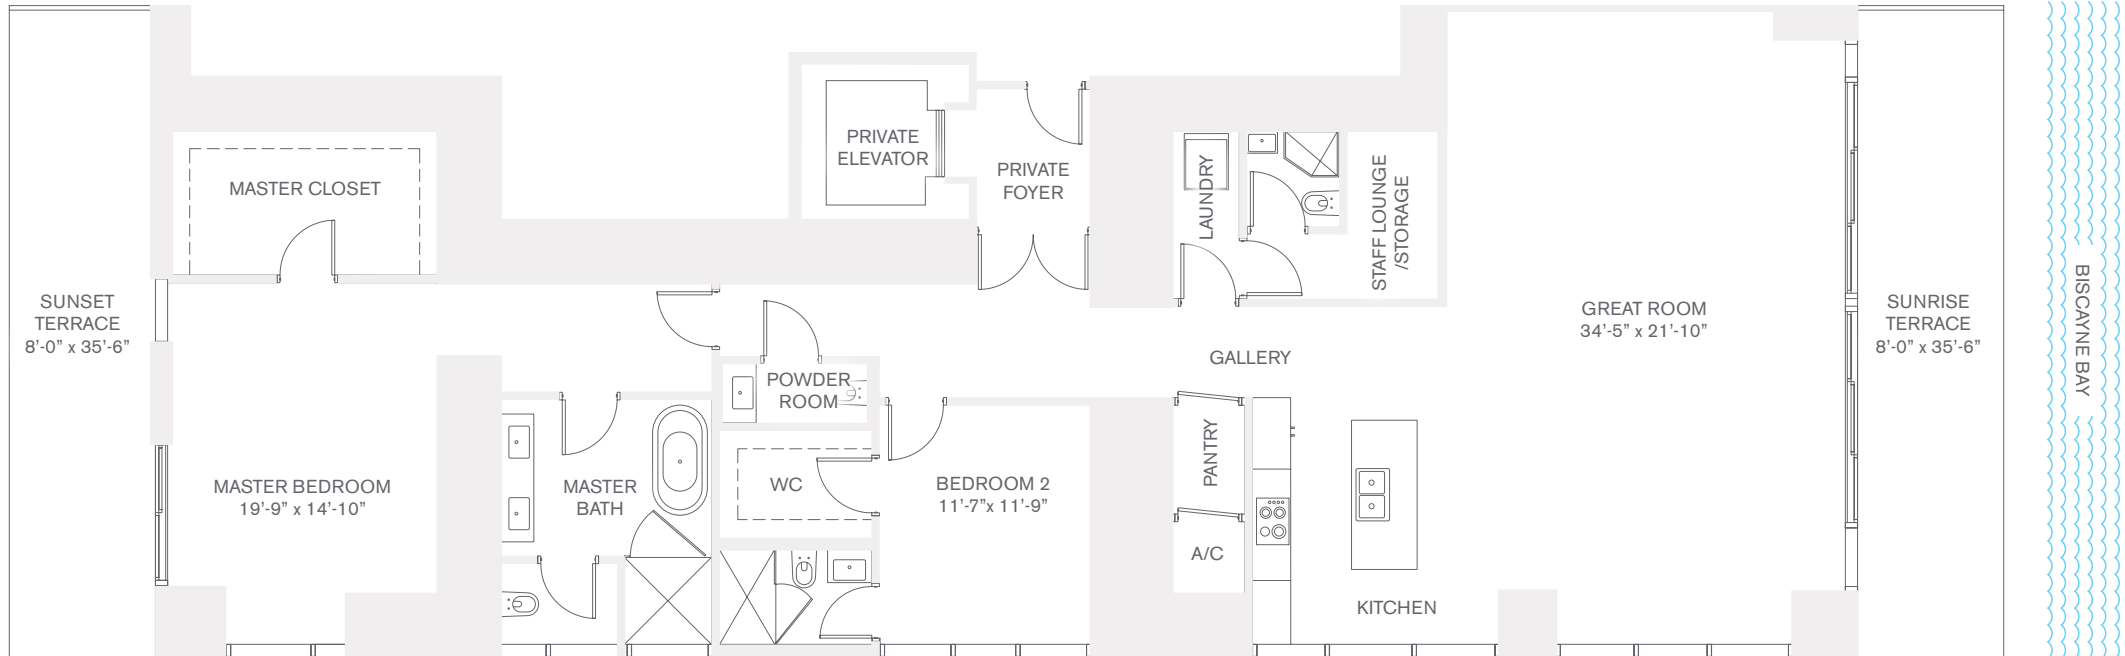 SUNSET
TERRACE
8'-0” x 35'-6”
MASTER CLOSET
MASTER BEDROOM
19'-9” x 14'-10”
MASTER
BATH
POWDER
ROOM
WC
BEDROOM 2
11'-7”x 11'-9”
PRIVATE
ELEVATOR
PRIVATE
FOYER
LAUNDRY
STAFF LOUNGE
/STORAGE
GALLERY
PANTRY
A/C
KITCHEN
GREAT ROOM
34'-5” x 21'-10”
SUNRISE
TERRACE
8'-0” x 35'-6”
BISCAYNE BAY